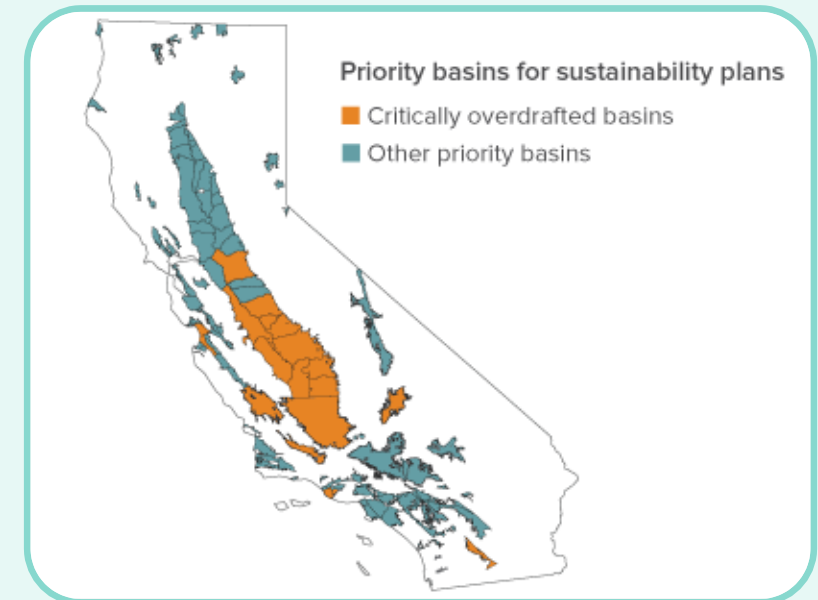 Priority basins for sustainability plans
Critically overdrafted basins
Other priority basins